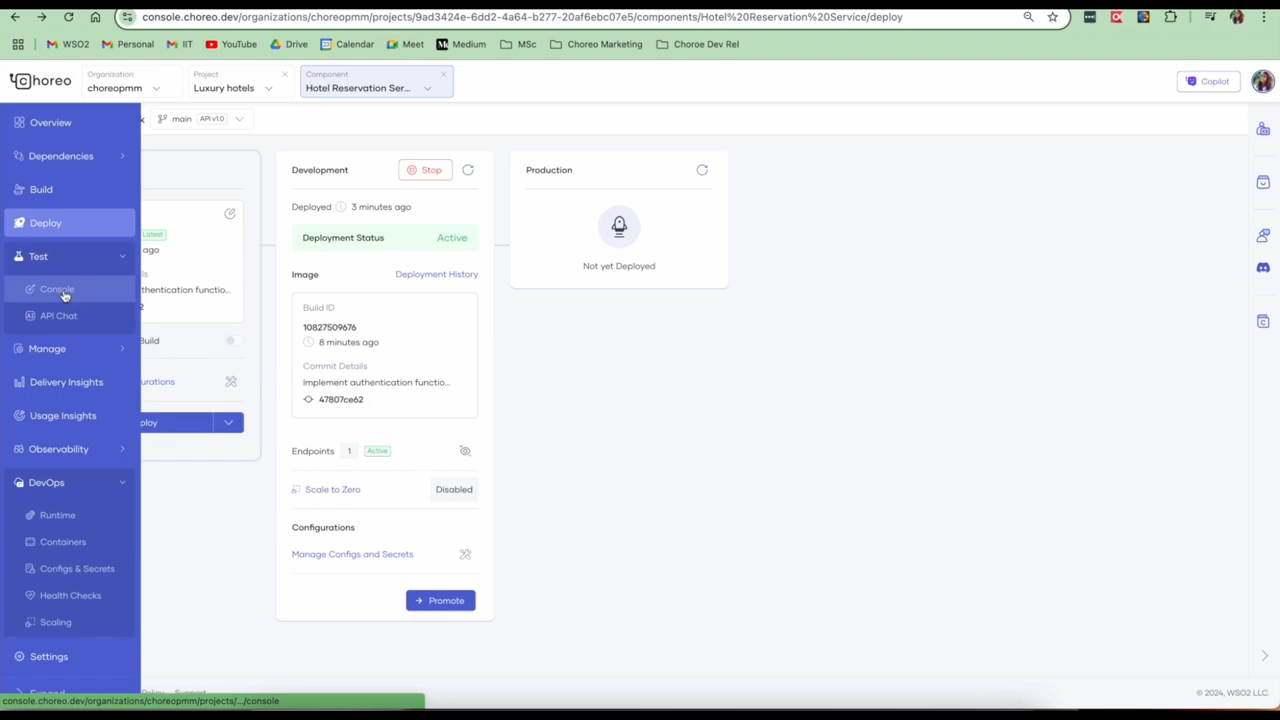 console.choreo.dev/organizations/choreopmm/projects/9ad3424e-6dd2-4a64-b277-20af6ebc07e5/components/Hotel%20Reservation%20Service/deploy
WSO2 Personal IIT YouTube Drive Calendar Meet Medium MSc Choreo Marketing Choroe Dev Rel
choreo
Organization
choreopmm
Project
Luxury hotels
Component
Hotel Reservation Ser...
Copilot
main API v1.0
Overview
Dependencies
Build
Deploy
Test
Console
API Chat
Manage
Delivery Insights
Usage Insights
Observability
DevOps
Runtime
Containers
Configs & Secrets
Health Checks
Scaling
Settings
Latest
ago
thentication functio...
Build
urations
ploy
Development
Stop
Deployed 3 minutes ago
Deployment Status Active
Image Deployment History
Build ID
10827509676
8 minutes ago
Commit Details
Implement authentication functio...
47807ce62
Endpoints 1 Active
Scale to Zero Disabled
Configurations
Manage Configs and Secrets
Promote
Production
Not yet Deployed
© 2024, WSO2 LLC.
console.choreo.dev/organizations/choreopmm/projects/.../console